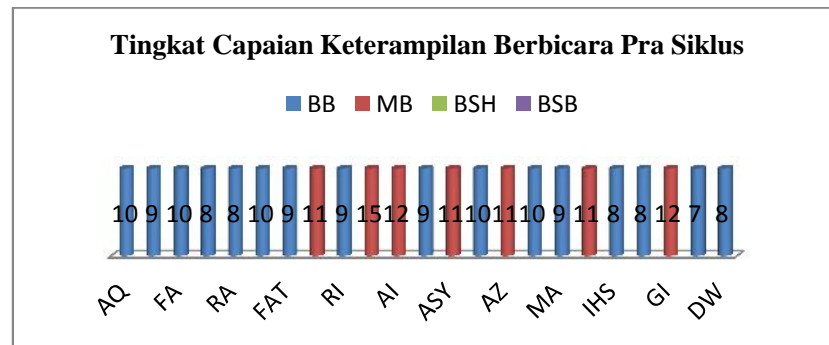 Tingkat Capaian Keterampilan Berbicara Pra Siklus
BB MB BSH BSB
10 9 10 8 8 10 9 11 9 15 12 9 11 10 11 10 9 11 8 8 12 7 8
AQ FA RA FAT RI AI ASY AZ MA IHS GI DW